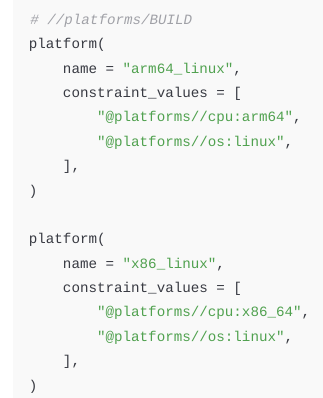 # //platforms/BUILD
platform(
    name = "arm64_linux",
    constraint_values = [
        "@platforms//cpu:arm64",
        "@platforms//os:linux",
    ],
)

platform(
    name = "x86_linux",
    constraint_values = [
        "@platforms//cpu:x86_64",
        "@platforms//os:linux",
    ],
)